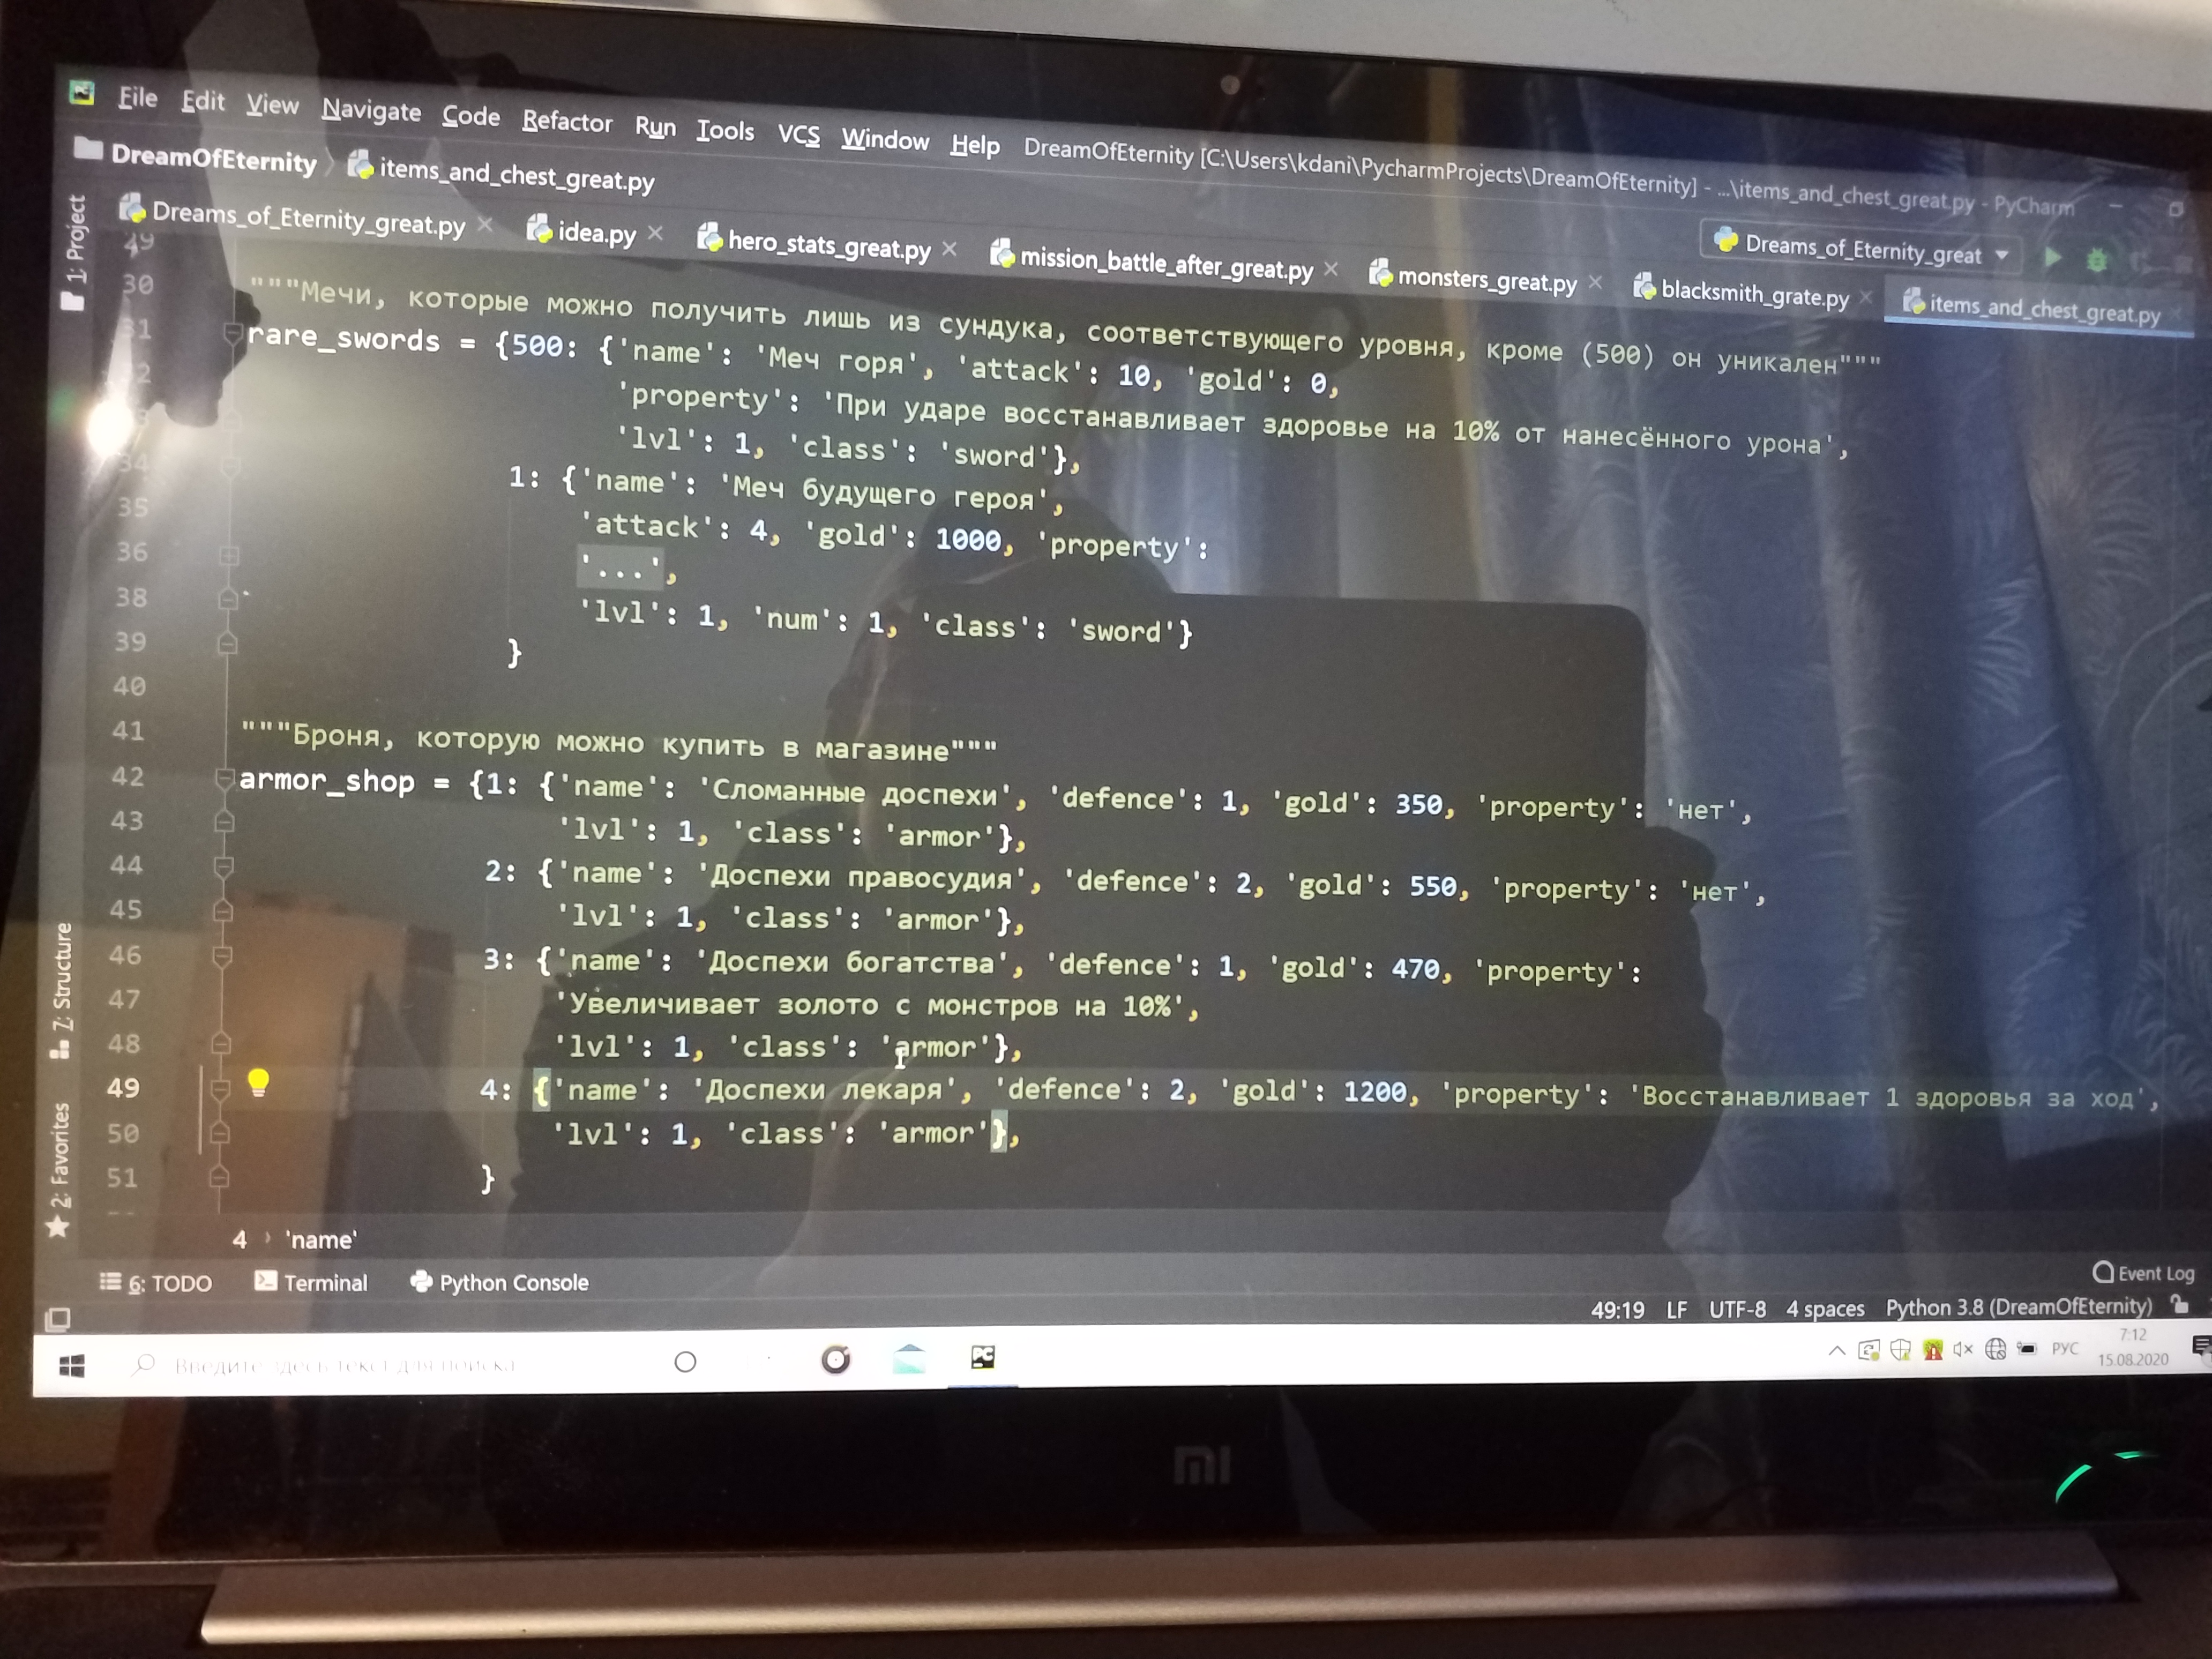 File Edit View Navigate Code Refactor Run Tools VCS Window Help DreamOfEternity [C:\Users\kdani\PycharmProjects\DreamOfEternity] - ...\items_and_chest_great.py - PyCharm
DreamOfEternity items_and_chest_great.py
Dreams_of_Eternity_great
Dreams_of_Eternity_great.py idea.py hero_stats_great.py mission_battle_after_great.py monsters_great.py blacksmith_grate.py items_and_chest_great.py
1: Project
7: Structure
2: Favorites
49
30 """Мечи, которые можно получить лишь из сундука, соответствующего уровня, кроме (500) он уникален"""
31 rare_swords = {500: {'name': 'Меч горя', 'attack': 10, 'gold': 0,
'property': 'При ударе восстанавливает здоровье на 10% от нанесённого урона',
'lvl': 1, 'class': 'sword'},
34 1: {'name': 'Меч будущего героя',
35 'attack': 4, 'gold': 1000, 'property':
36 '...',
38 'lvl': 1, 'num': 1, 'class': 'sword'}
39 }
40
41 """Броня, которую можно купить в магазине"""
42 armor_shop = {1: {'name': 'Сломанные доспехи', 'defence': 1, 'gold': 350, 'property': 'нет',
43 'lvl': 1, 'class': 'armor'},
44 2: {'name': 'Доспехи правосудия', 'defence': 2, 'gold': 550, 'property': 'нет',
45 'lvl': 1, 'class': 'armor'},
46 3: {'name': 'Доспехи богатства', 'defence': 1, 'gold': 470, 'property':
47 'Увеличивает золото с монстров на 10%',
48 'lvl': 1, 'class': 'armor'},
49 4: {'name': 'Доспехи лекаря', 'defence': 2, 'gold': 1200, 'property': 'Восстанавливает 1 здоровья за ход',
50 'lvl': 1, 'class': 'armor'},
51 }
4 › 'name'
6: TODO Terminal Python Console Event Log
49:19 LF UTF-8 4 spaces Python 3.8 (DreamOfEternity)
Введите здесь текст для поиска PC РУС 7:12
15.08.2020
mi